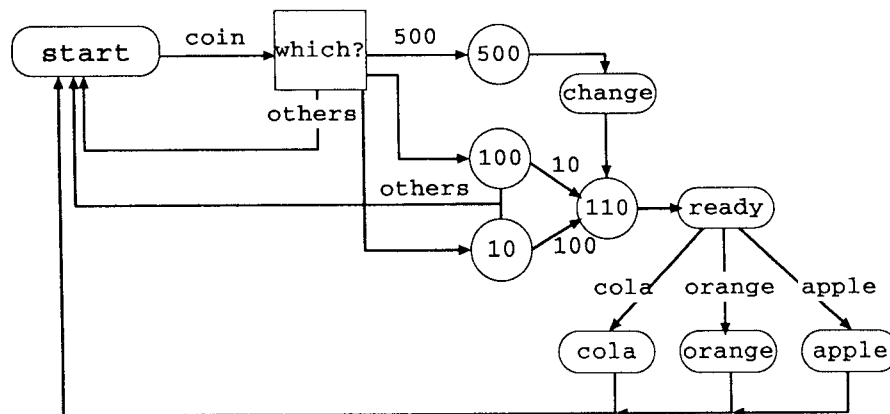 start
coin
which?
500
500
change
others
100
10
others
110
ready
10
100
cola
orange
apple
cola
orange
apple